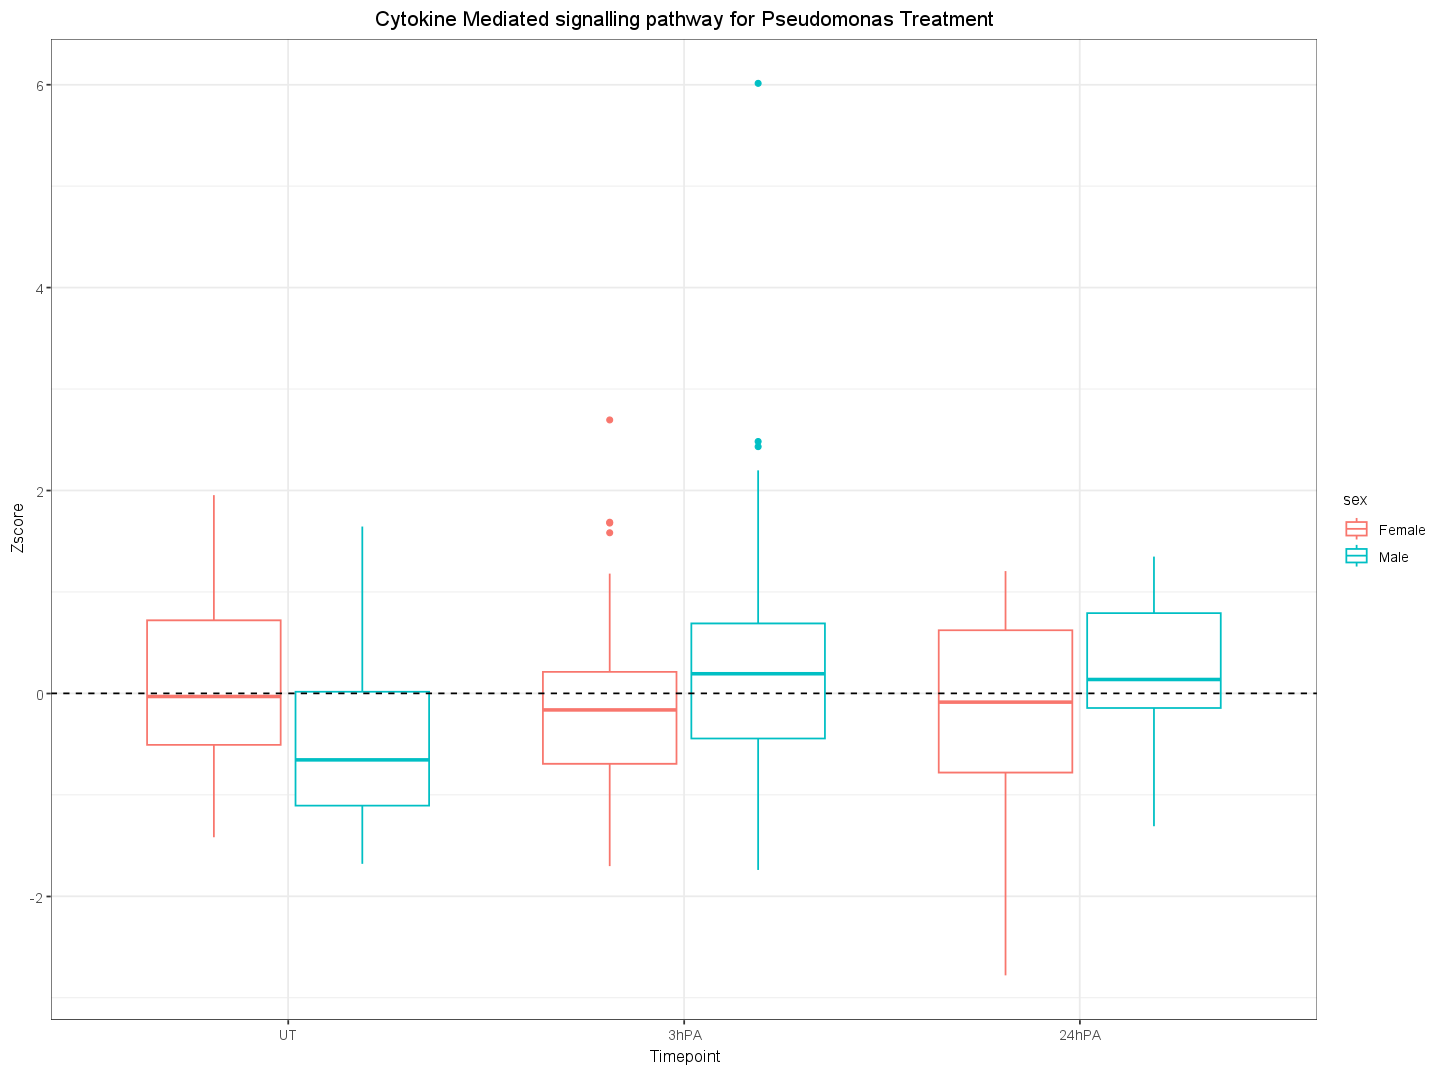 Cytokine Mediated signalling pathway for Pseudomonas Treatment
6
4
2
0
-2
Zscore
UT
3hPA
24hPA
Timepoint
sex
Female
Male